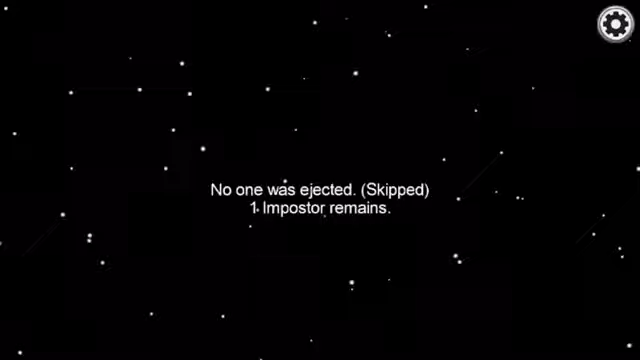 No one was ejected. (Skipped)
1 Impostor remains.